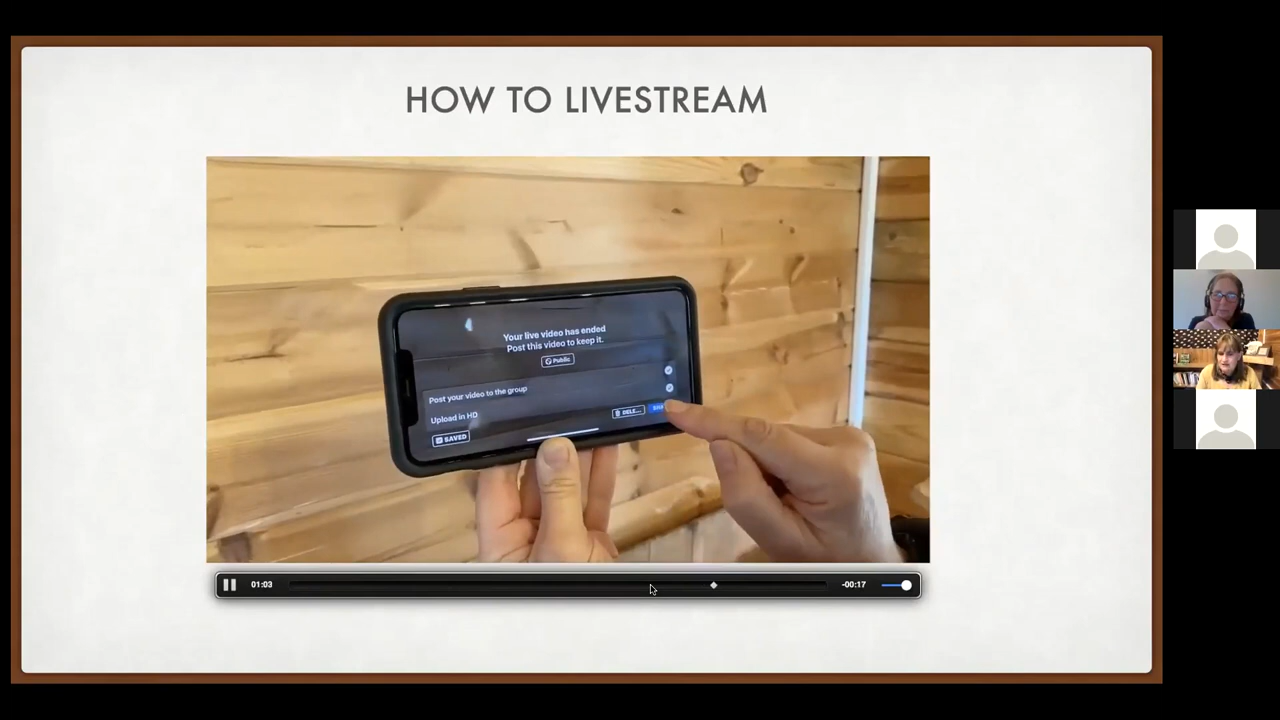 HOW TO LIVESTREAM
Your live video has ended
Post this video to keep it.
Public
Post your video to the group
Upload in HD
DELE...
SAVED
01:03
-00:17